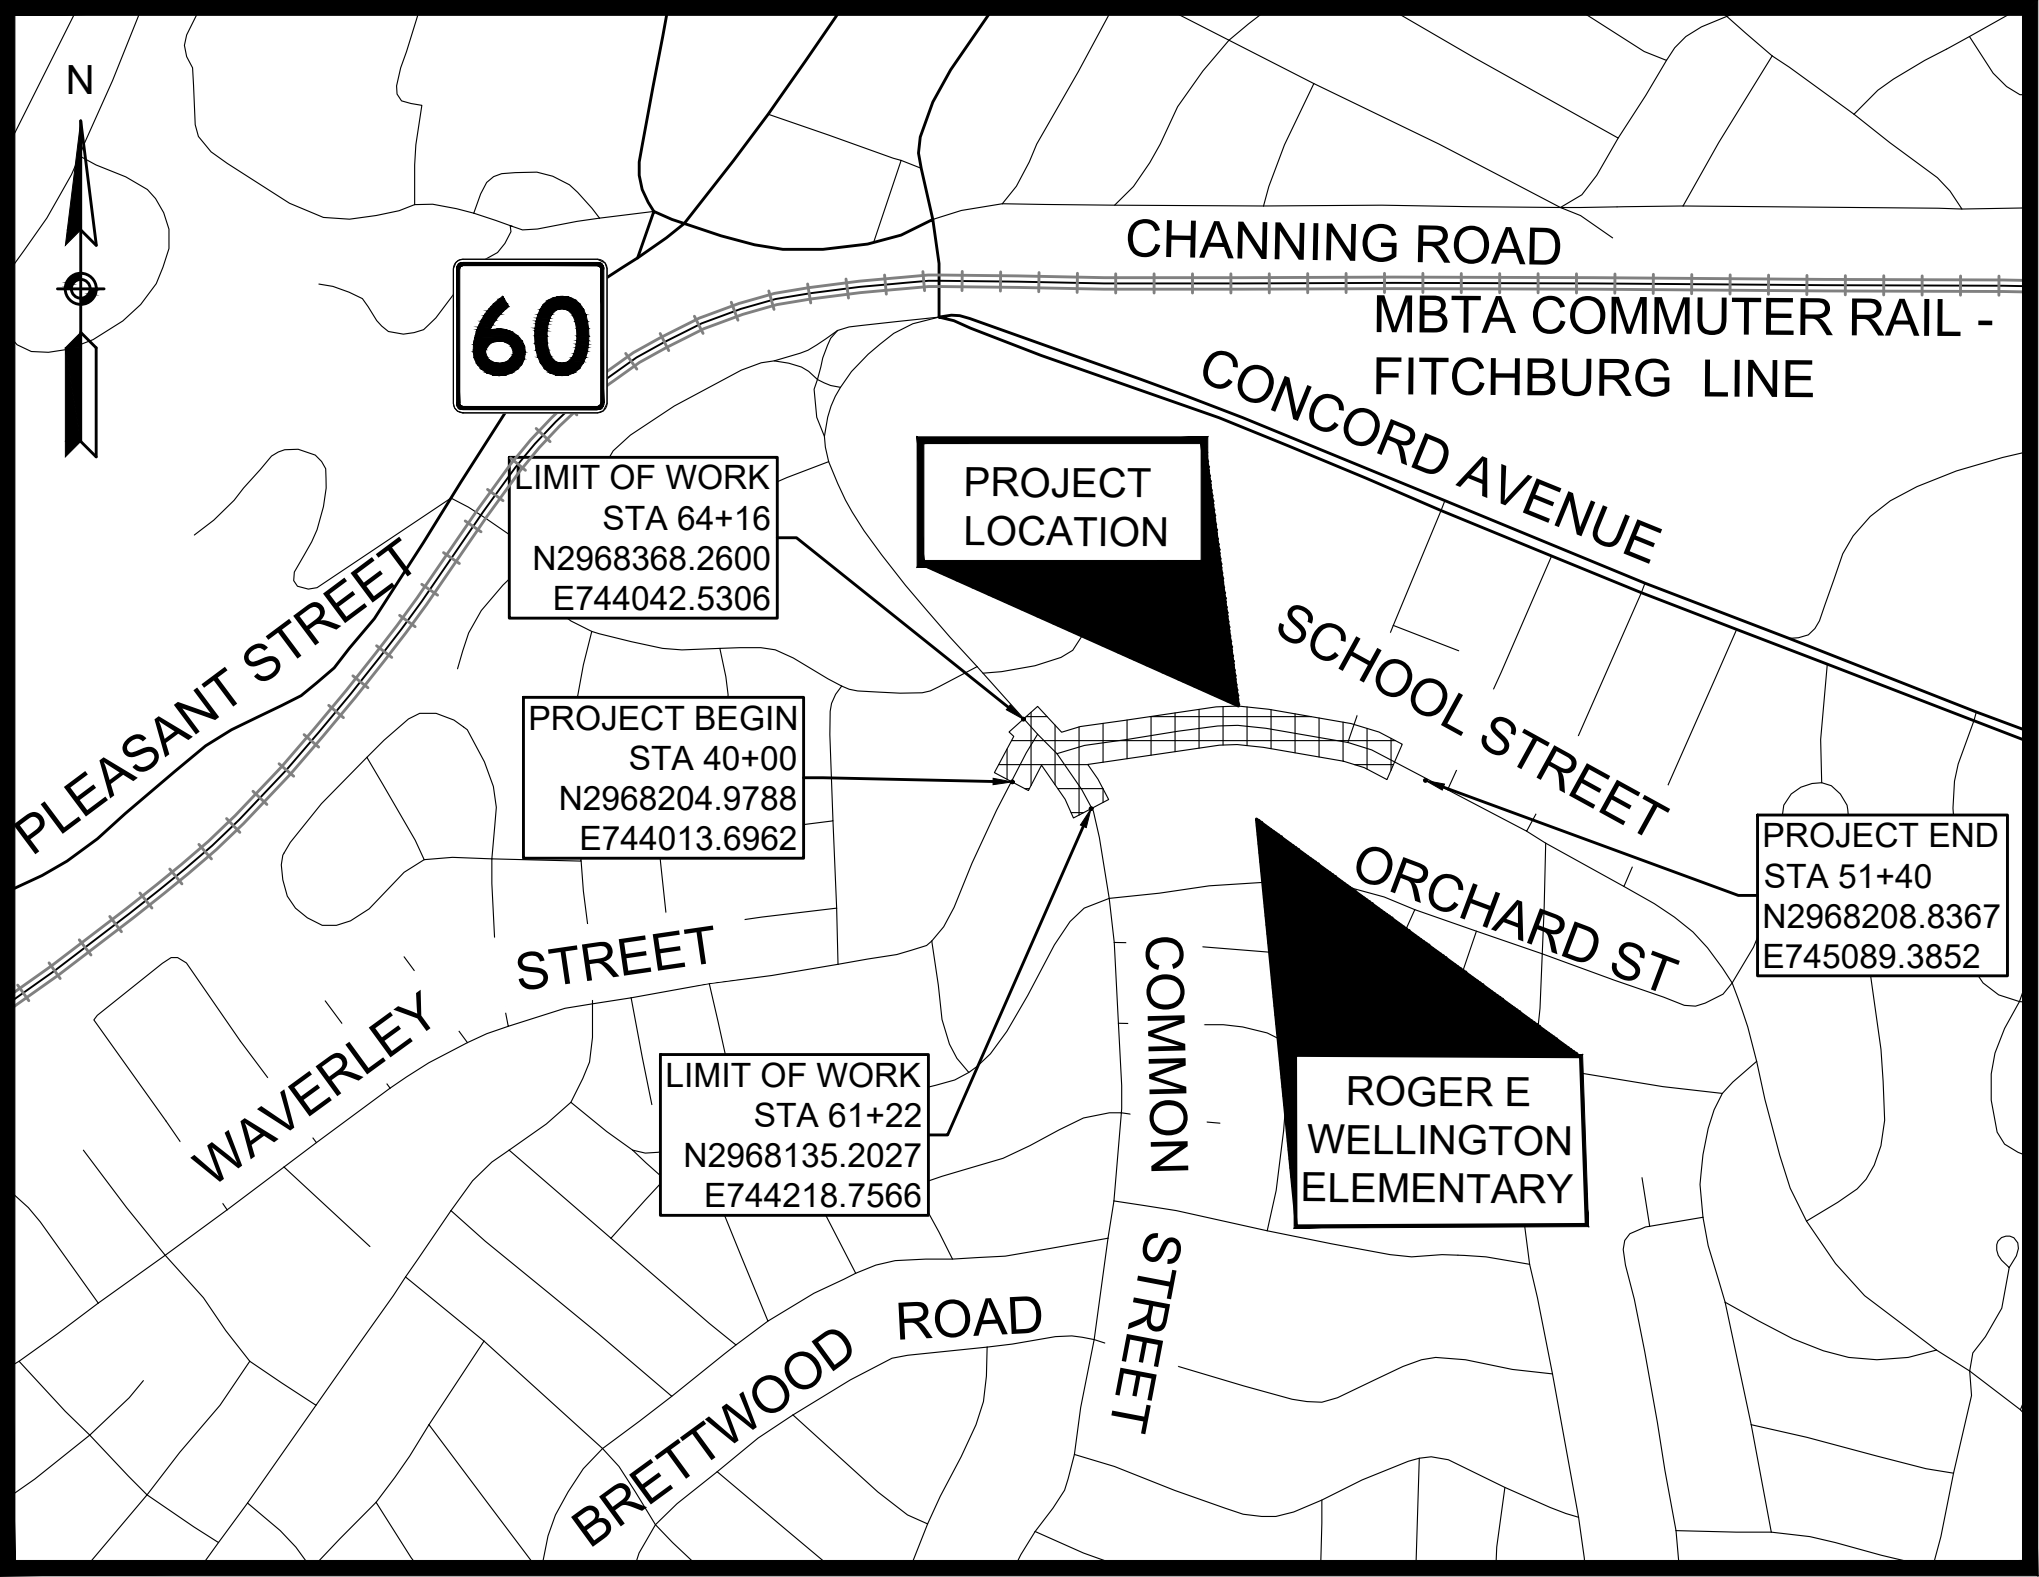 N
CHANNING ROAD
60
MBTA COMMUTER RAIL -
FITCHBURG LINE
CONCORD AVENUE
LIMIT OF WORK
STA 64+16
N2968368.2600
E744042.5306
PROJECT
LOCATION
PLEASANT STREET
SCHOOL STREET
PROJECT BEGIN
STA 40+00
N2968204.9788
E744013.6962
PROJECT END
STA 51+40
N2968208.8367
E745089.3852
ORCHARD ST
WAVERLEY STREET
COMMON STREET
LIMIT OF WORK
STA 61+22
N2968135.2027
E744218.7566
ROGER E
WELLINGTON
ELEMENTARY
BRETTWOOD ROAD